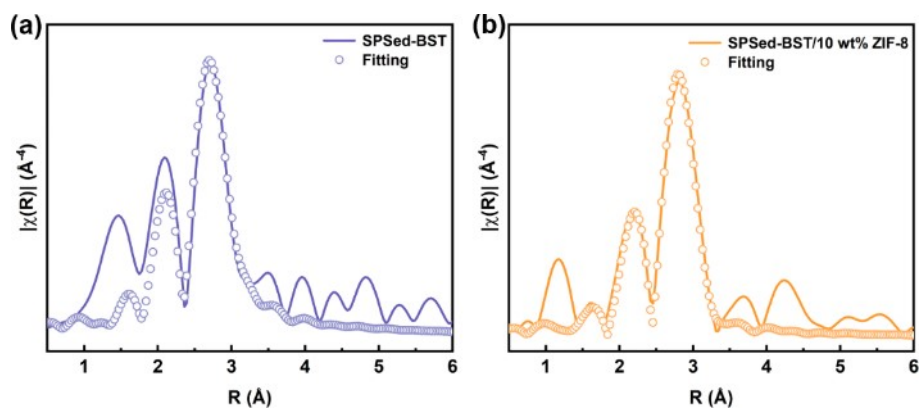 (a)
SPSed-BST
Fitting
|χ(R)| (Å⁻⁴)
1 2 3 4 5 6
R (Å)
(b)
SPSed-BST/10 wt% ZIF-8
Fitting
|χ(R)| (Å⁻⁴)
1 2 3 4 5 6
R (Å)